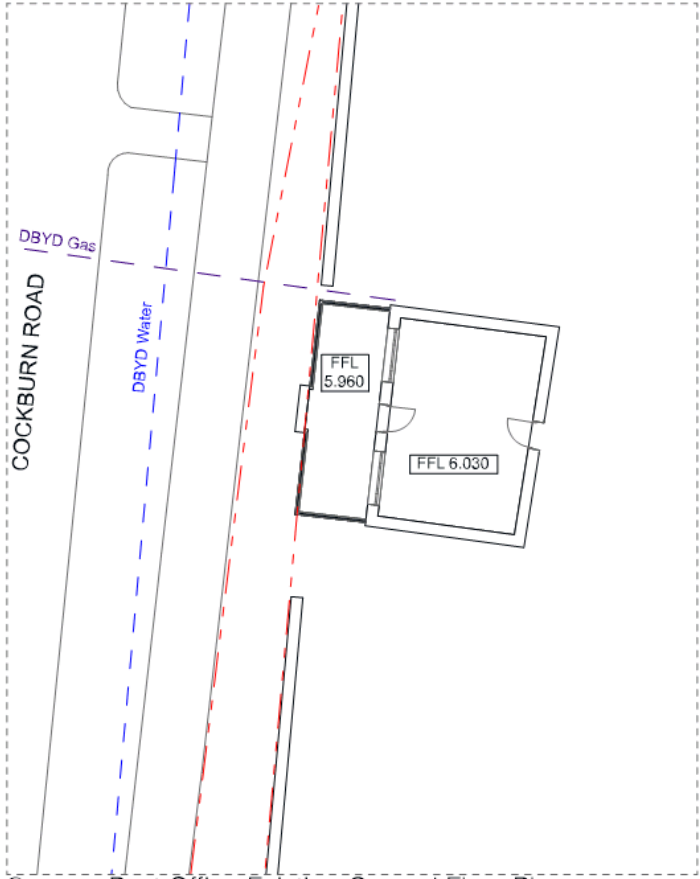 DBYD Gas
COCKBURN ROAD
DBYD Water
FFL
5.960
FFL 6.030